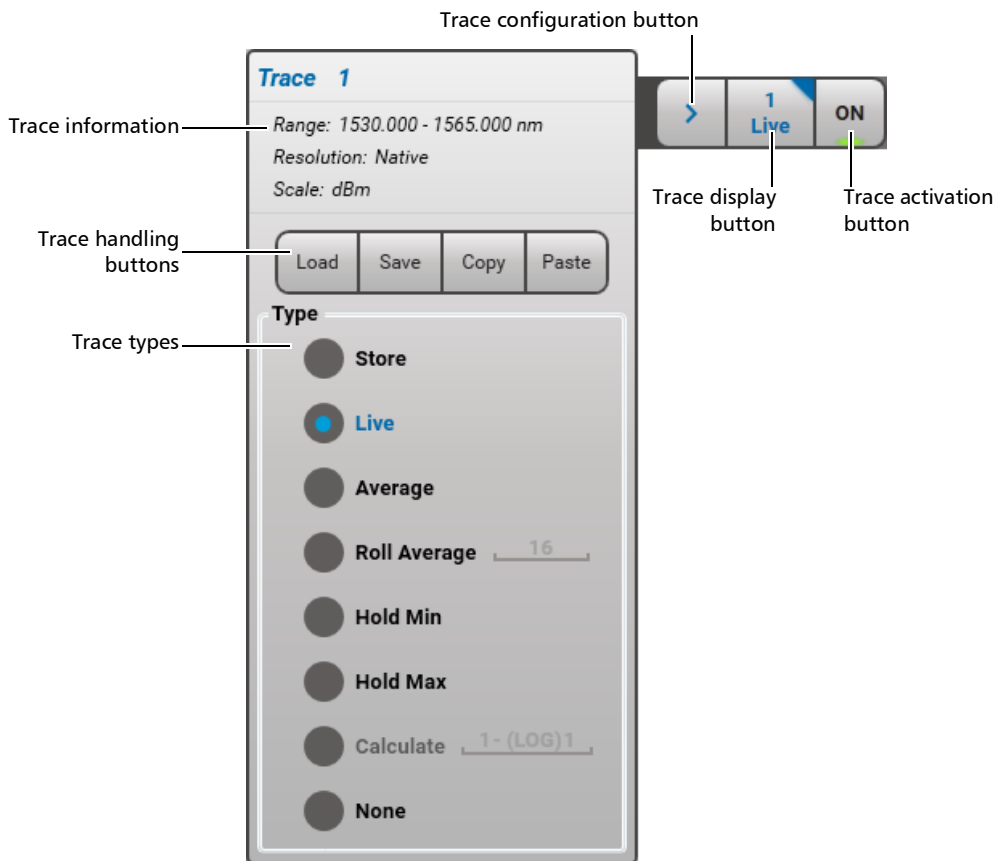 Trace configuration button
Trace 1
Trace information
Range: 1530.000 - 1565.000 nm
Resolution: Native
Scale: dBm
1
Live
ON
Trace display
button
Trace activation
button
Trace handling
buttons
Load Save Copy Paste
Type
Trace types
Store
Live
Average
Roll Average 16
Hold Min
Hold Max
Calculate 1- (LOG)1
None